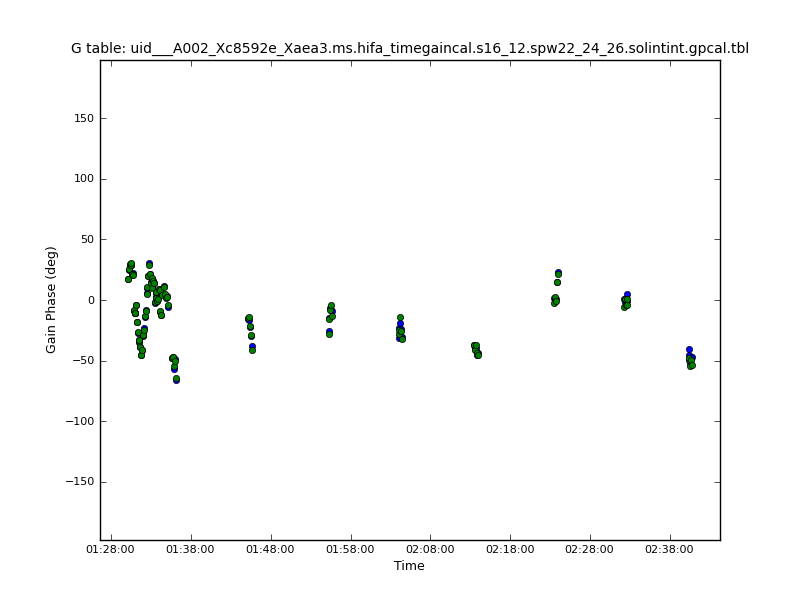 G table: uid___A002_Xc8592e_Xaea3.ms.hifa_timegaincal.s16_12.spw22_24_26.solintint.gpcal.tbl
150
100
50
0
−50
−100
−150
Gain Phase (deg)
01:28:00 01:38:00 01:48:00 01:58:00 02:08:00 02:18:00 02:28:00 02:38:00
Time